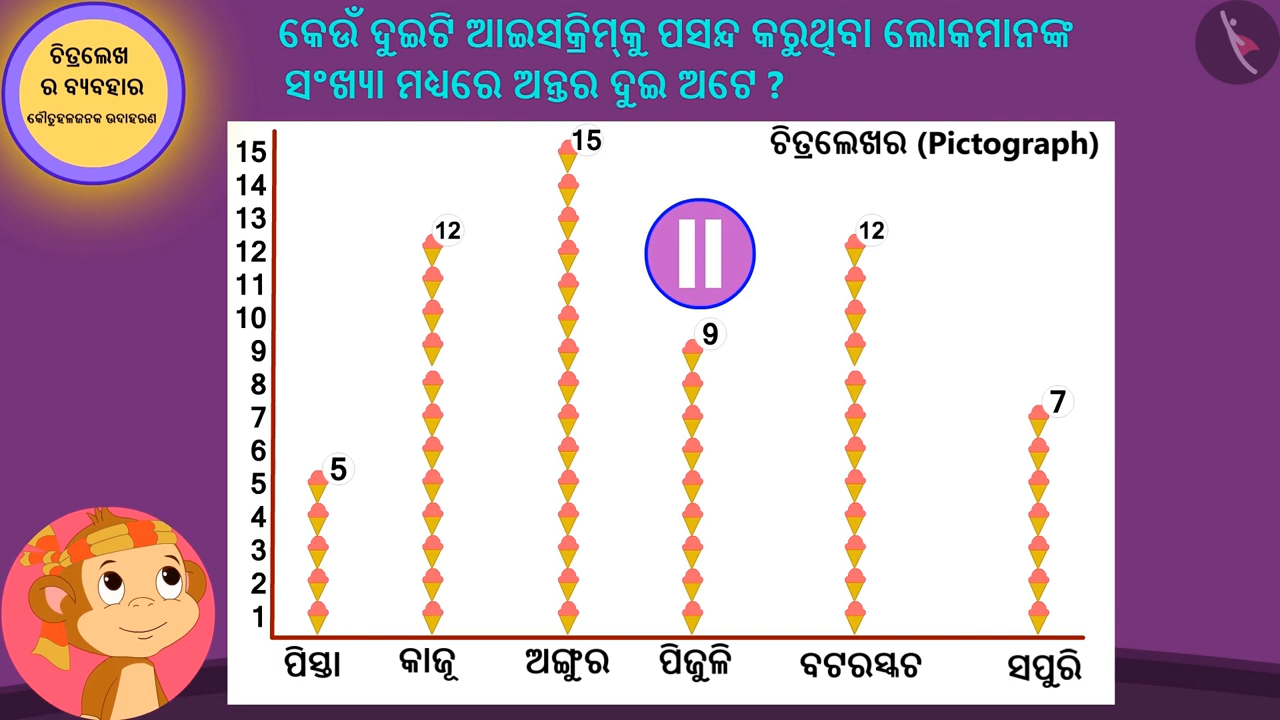 ଚିତ୍ରଲେଖ
ର ବ୍ୟବହାର
କୌତୁହଳଜନକ ଉଦାହରଣ
କେଉଁ ଦୁଇଟି ଆଇସକ୍ରିମ୍‌କୁ ପସନ୍ଦ କରୁଥିବା ଲୋକମାନଙ୍କ
ସଂଖ୍ୟା ମଧ୍ୟରେ ଅନ୍ତର ଦୁଇ ଅଟେ ?
ଚିତ୍ରଲେଖର (Pictograph)
15
14
13
12
11
10
9
8
7
6
5
4
3
2
1
5
12
15
9
12
7
ପିସ୍ତା
କାଜୂ
ଅଙ୍ଗୁର
ପିଜୁଳି
ବଟରସ୍କଚ
ସପୁରି